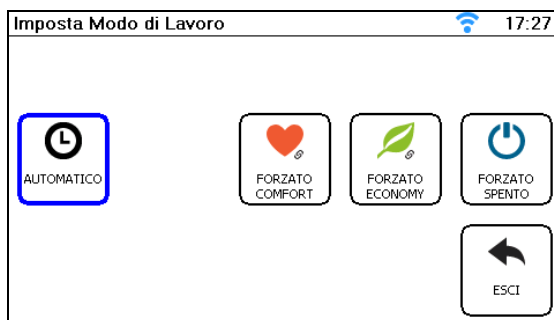 Imposta Modo di Lavoro 17:27
AUTOMATICO
FORZATO
COMFORT
FORZATO
ECONOMY
FORZATO
SPENTO
ESCI